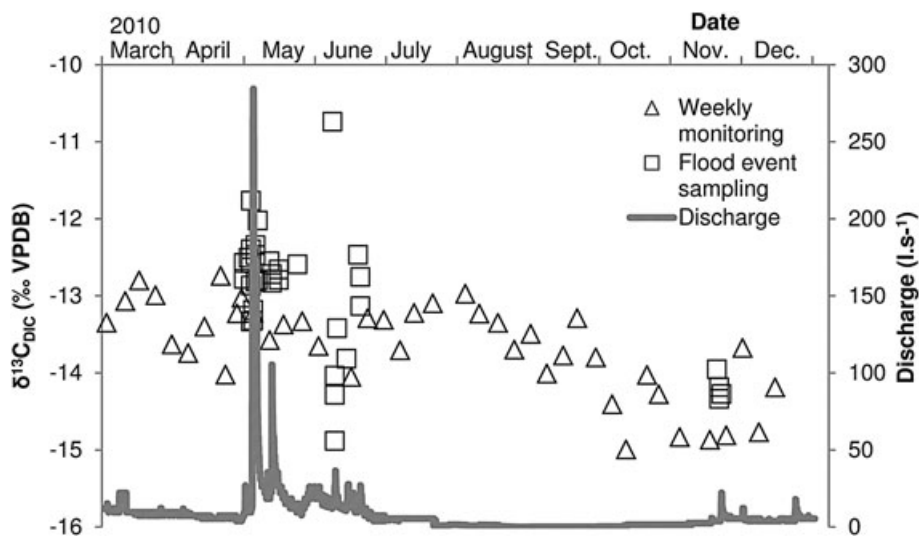 2010 Date
March April May June July August Sept. Oct. Nov. Dec.
-10 300
-11 250
-12 200
-13 150
-14 100
-15 50
-16 0
δ¹³C_DIC (‰ VPDB)
Discharge (l.s-¹)
Weekly
monitoring
Flood event
sampling
Discharge